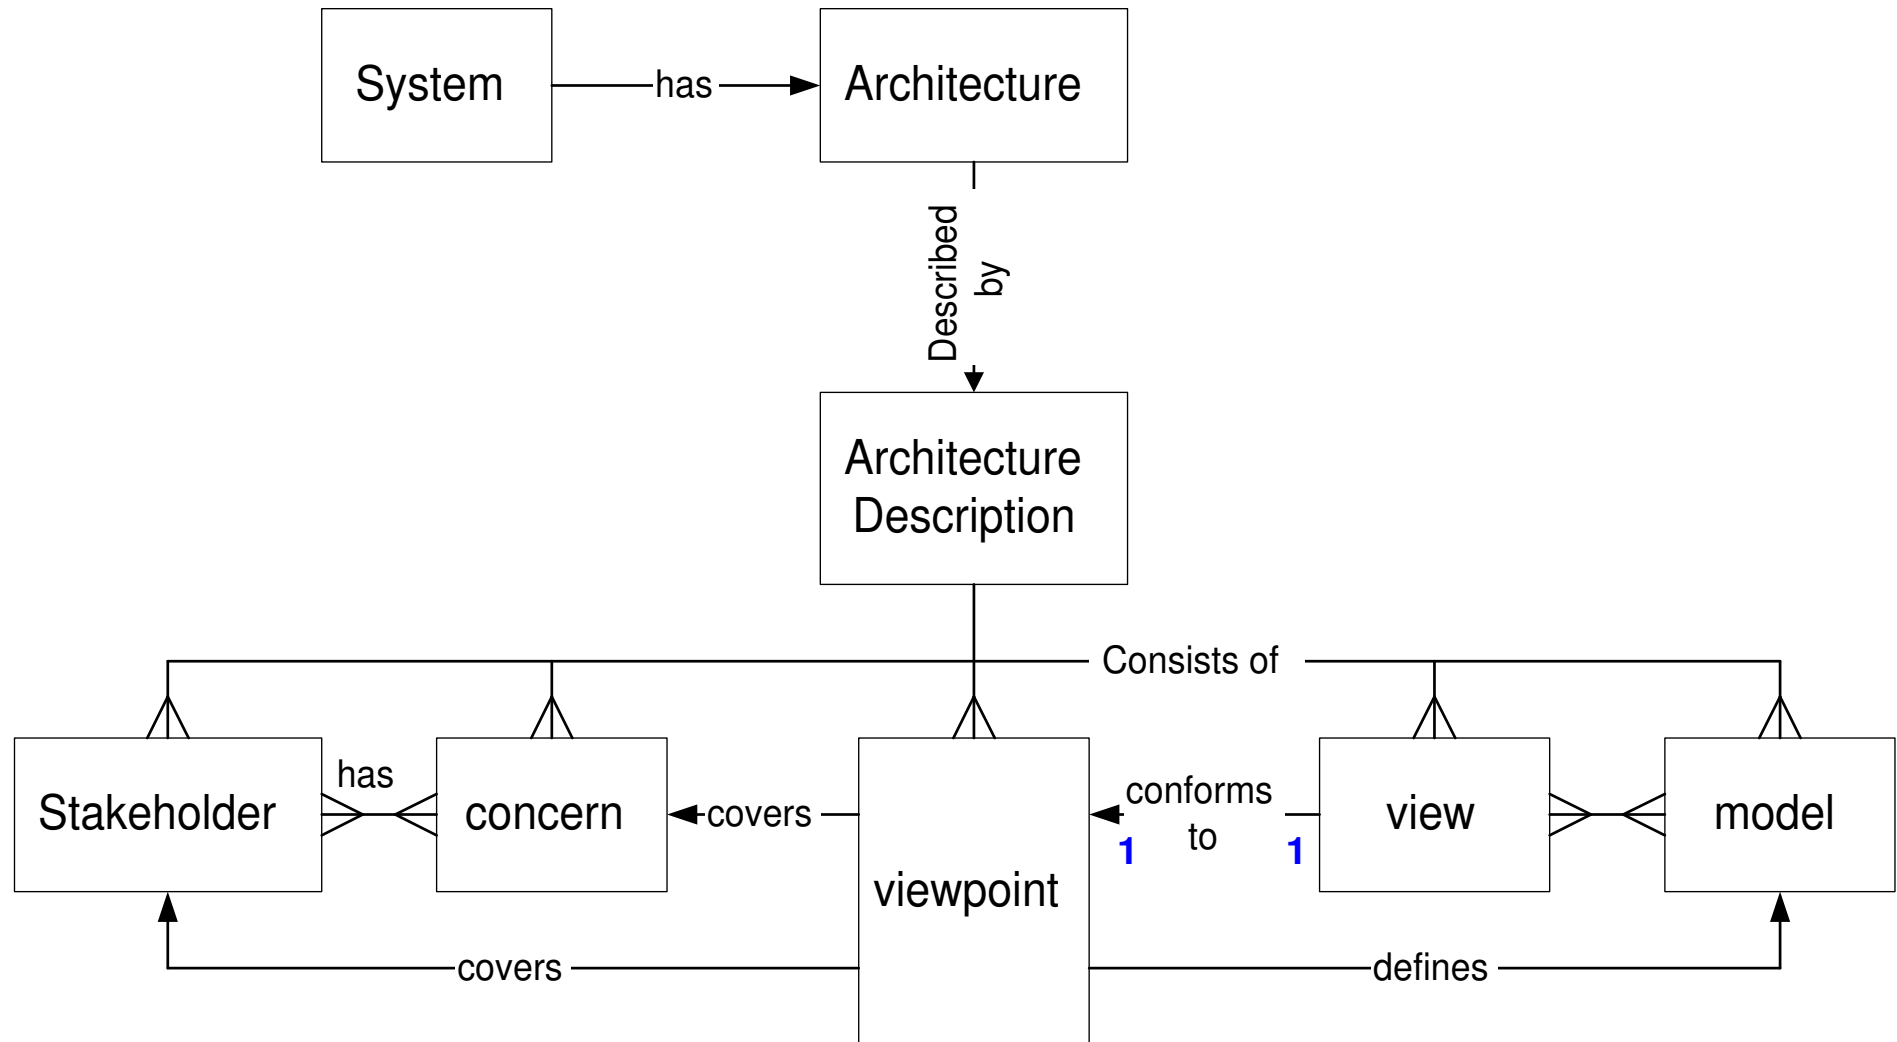 System
has
Architecture
Described
by
Architecture
Description
Consists of
Stakeholder
has
concern
covers
viewpoint
conforms
to
1
1
view
model
covers
defines